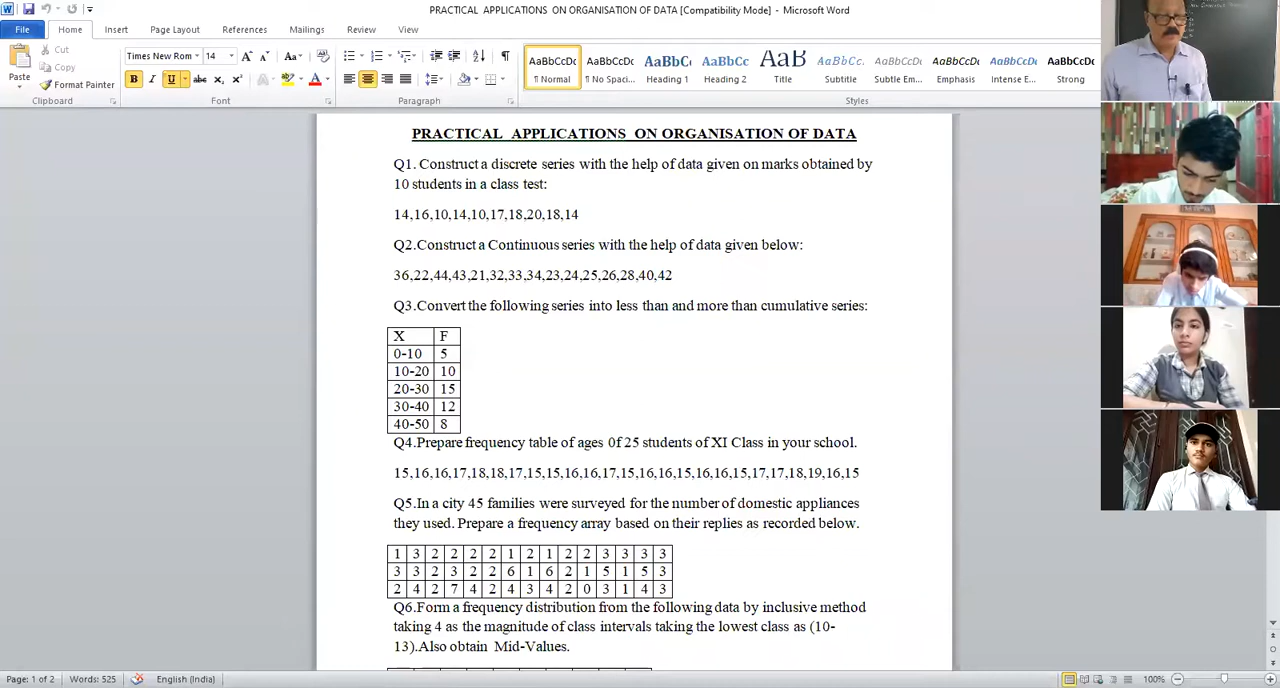 PRACTICAL APPLICATIONS ON ORGANISATION OF DATA [Compatibility Mode] - Microsoft Word
File Home Insert Page Layout References Mailings Review View
Cut
Copy
Format Painter
Paste
Clipboard
Times New Rom 14
Font
Paragraph
AaBbCcDc AaBbCcDc AaBbC AaBbCc AaB AaBbCc. AaBbCcDc AaBbCcDc AaBbCcDc AaBbCcDc
¶ Normal ¶ No Spaci... Heading 1 Heading 2 Title Subtitle Subtle Em... Emphasis Intense E... Strong
Styles
PRACTICAL APPLICATIONS ON ORGANISATION OF DATA
Q1. Construct a discrete series with the help of data given on marks obtained by
10 students in a class test:
14,16,10,14,10,17,18,20,18,14
Q2.Construct a Continuous series with the help of data given below:
36,22,44,43,21,32,33,34,23,24,25,26,28,40,42
Q3.Convert the following series into less than and more than cumulative series:
X F
0-10 5
10-20 10
20-30 15
30-40 12
40-50 8
Q4.Prepare frequency table of ages 0f 25 students of XI Class in your school.
15,16,16,17,18,18,17,15,15,16,16,17,15,16,16,15,16,16,15,17,17,18,19,16,15
Q5.In a city 45 families were surveyed for the number of domestic appliances
they used. Prepare a frequency array based on their replies as recorded below.
1 3 2 2 2 2 1 2 1 2 2 3 3 3 3
3 3 2 3 2 2 6 1 6 2 1 5 1 5 3
2 4 2 7 4 2 4 3 4 2 0 3 1 4 3
Q6.Form a frequency distribution from the following data by inclusive method
taking 4 as the magnitude of class intervals taking the lowest class as (10-
13).Also obtain Mid-Values.
Page: 1 of 2 Words: 525 English (India) 100%